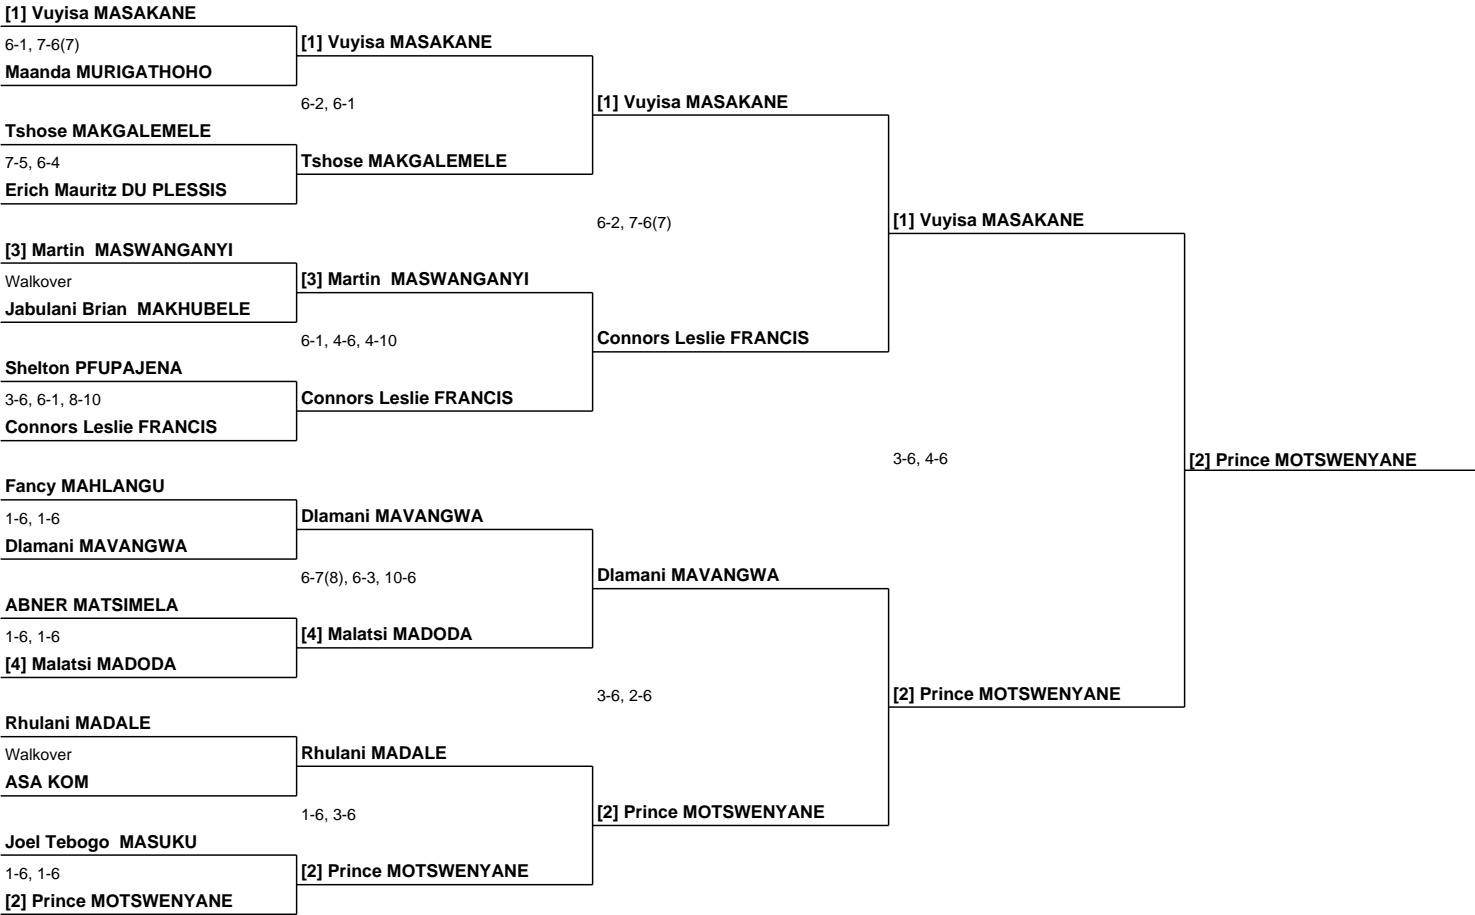 [1] Vuyisa MASAKANE
6-1, 7-6(7)
Maanda MURIGATHOHO
Tshose MAKGALEMELE
7-5, 6-4
Erich Mauritz DU PLESSIS
[3] Martin  MASWANGANYI
Walkover
Jabulani Brian  MAKHUBELE
Shelton PFUPAJENA
3-6, 6-1, 8-10
Connors Leslie FRANCIS
Fancy MAHLANGU
1-6, 1-6
Dlamani MAVANGWA
ABNER MATSIMELA
1-6, 1-6
[4] Malatsi MADODA
Rhulani MADALE
Walkover
ASA KOM
Joel Tebogo  MASUKU
1-6, 1-6
[2] Prince MOTSWENYANE
[1] Vuyisa MASAKANE
6-2, 6-1
Tshose MAKGALEMELE
[3] Martin  MASWANGANYI
6-1, 4-6, 4-10
Connors Leslie FRANCIS
Dlamani MAVANGWA
6-7(8), 6-3, 10-6
[4] Malatsi MADODA
Rhulani MADALE
1-6, 3-6
[2] Prince MOTSWENYANE
[1] Vuyisa MASAKANE
6-2, 7-6(7)
Connors Leslie FRANCIS
Dlamani MAVANGWA
3-6, 2-6
[2] Prince MOTSWENYANE
[1] Vuyisa MASAKANE
3-6, 4-6
[2] Prince MOTSWENYANE
[2] Prince MOTSWENYANE